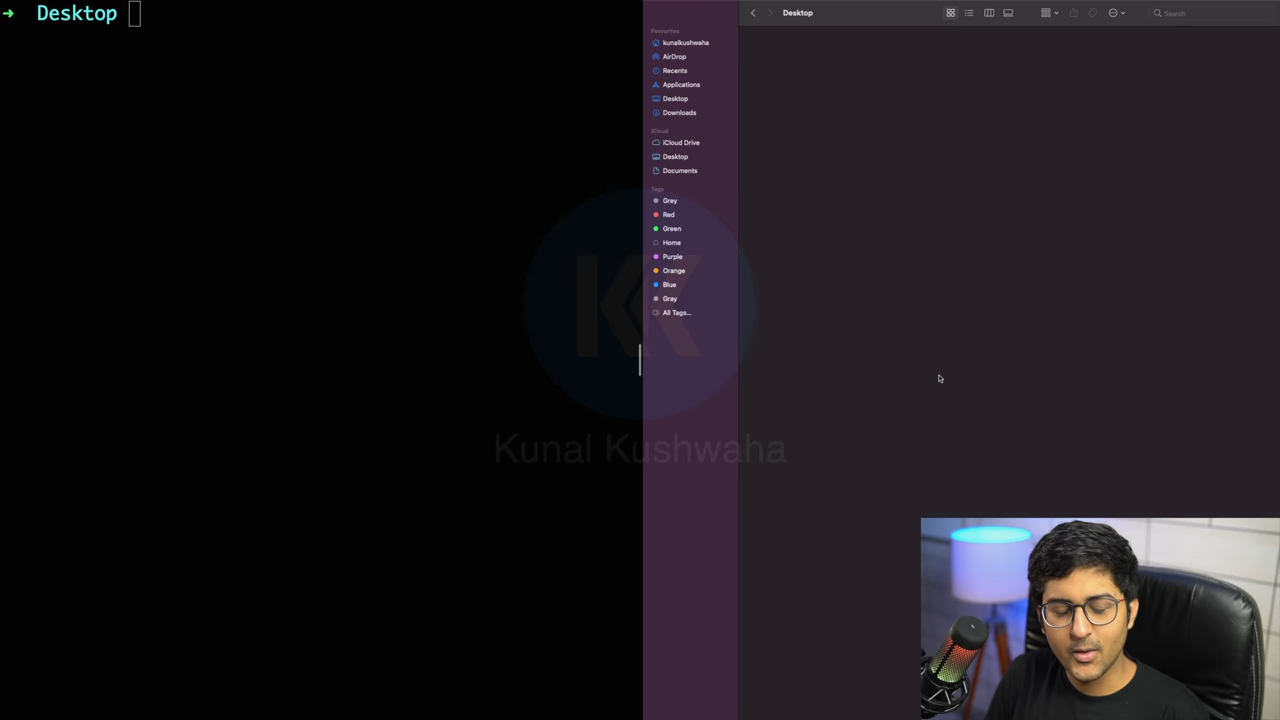 ➜ Desktop
Desktop
Search
Favourites
kunalkushwaha
AirDrop
Recents
Applications
Desktop
Downloads
iCloud
iCloud Drive
Desktop
Documents
Tags
Grey
Red
Green
Home
Purple
Orange
Blue
Gray
All Tags...
KK
Kunal Kushwaha